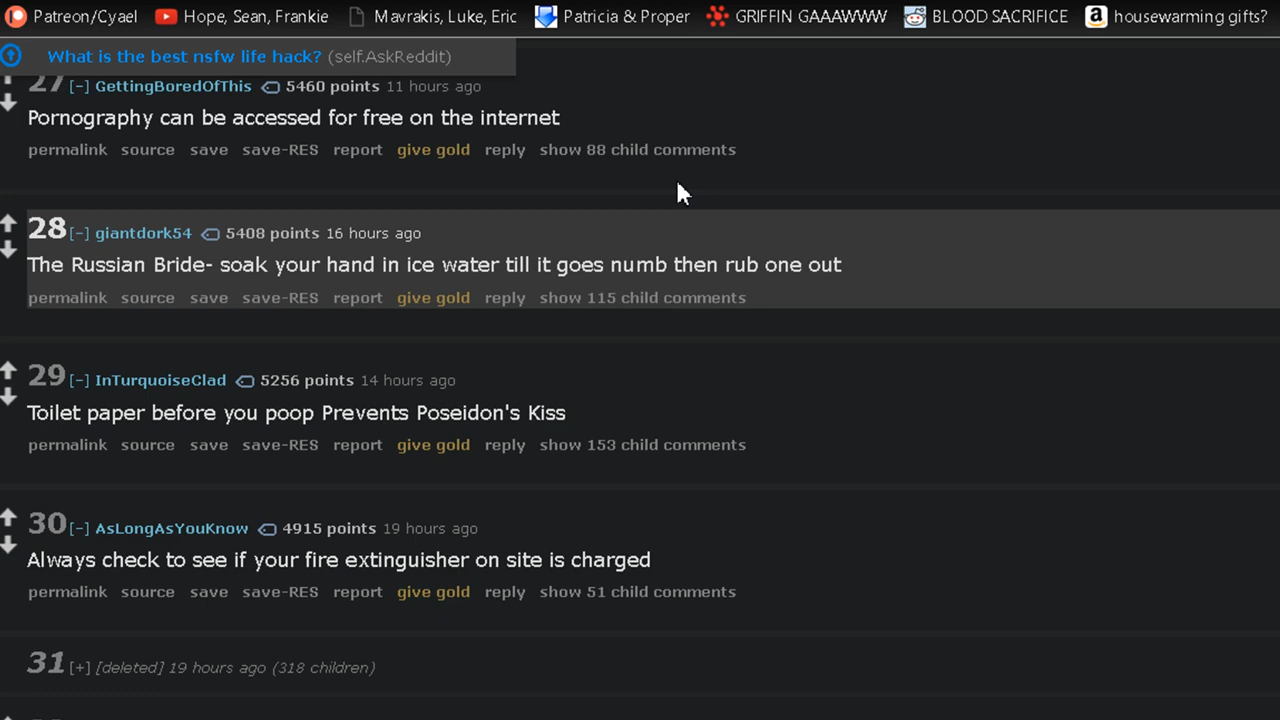 Patreon/Cyael Hope, Sean, Frankie Mavrakis, Luke, Eric Patricia & Proper GRIFFIN GAAAWWW BLOOD SACRIFICE housewarming gifts?
What is the best nsfw life hack? (self.AskReddit)
27 [-] GettingBoredOfThis 5460 points 11 hours ago
Pornography can be accessed for free on the internet
permalink source save save-RES report give gold reply show 88 child comments
28 [-] giantdork54 5408 points 16 hours ago
The Russian Bride- soak your hand in ice water till it goes numb then rub one out
permalink source save save-RES report give gold reply show 115 child comments
29 [-] InTurquoiseClad 5256 points 14 hours ago
Toilet paper before you poop Prevents Poseidon's Kiss
permalink source save save-RES report give gold reply show 153 child comments
30 [-] AsLongAsYouKnow 4915 points 19 hours ago
Always check to see if your fire extinguisher on site is charged
permalink source save save-RES report give gold reply show 51 child comments
31 [+] [deleted] 19 hours ago (318 children)